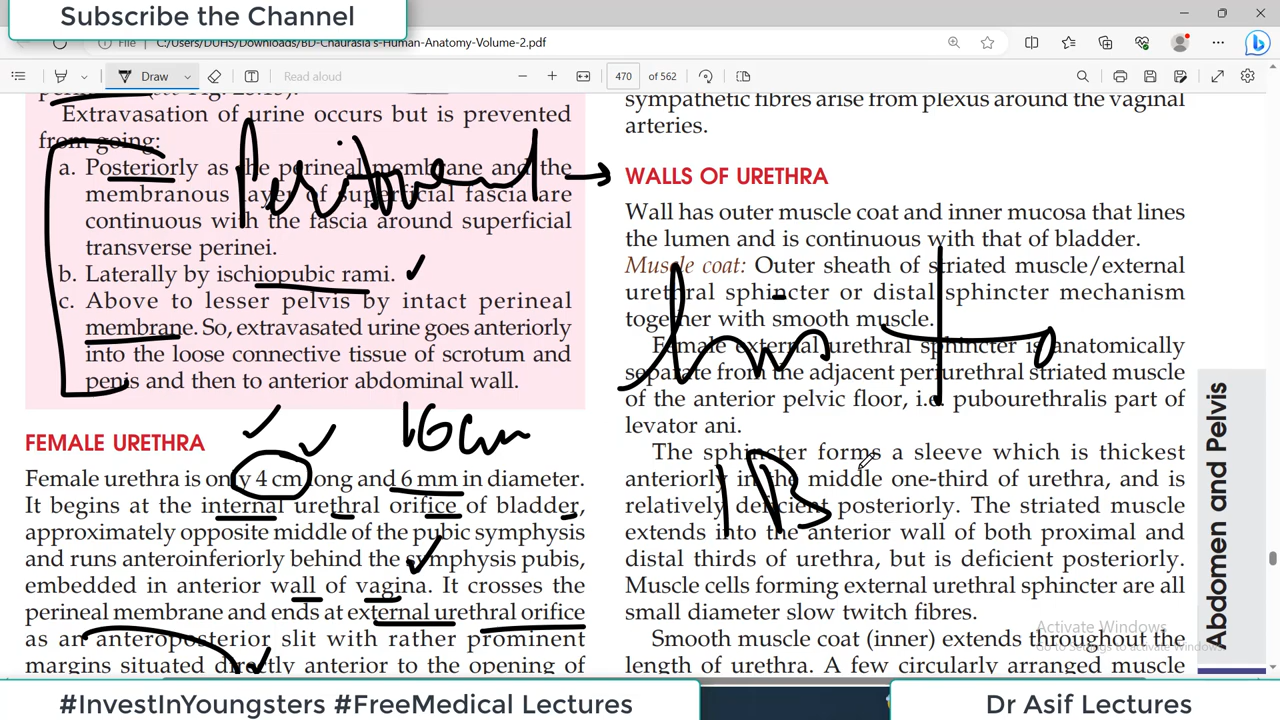 Subscribe the Channel
File C:/Users/DUHS/Downloads/BD-Chaurasia's-Human-Anatomy-Volume-2.pdf
Draw Read aloud 470 of 562
Extravasation of urine occurs but is prevented
from going:
a. Posteriorly as the perineal membrane and the
membranous layer of superficial fascia are
continuous with the fascia around superficial
transverse perinei.
b. Laterally by ischiopubic rami.
c. Above to lesser pelvis by intact perineal
membrane. So, extravasated urine goes anteriorly
into the loose connective tissue of scrotum and
penis and then to anterior abdominal wall.
16 cm
FEMALE URETHRA
Female urethra is only 4 cm long and 6 mm in diameter.
It begins at the internal urethral orifice of bladder,
approximately opposite middle of the pubic symphysis
and runs anteroinferiorly behind the symphysis pubis,
embedded in anterior wall of vagina. It crosses the
perineal membrane and ends at external urethral orifice
as an anteroposterior slit with rather prominent
margins situated directly anterior to the opening of
sympathetic fibres arise from plexus around the vaginal
arteries.
WALLS OF URETHRA
Wall has outer muscle coat and inner mucosa that lines
the lumen and is continuous with that of bladder.
Muscle coat: Outer sheath of striated muscle/external
urethral sphincter or distal sphincter mechanism
together with smooth muscle.
Female external urethral sphincter is anatomically
separate from the adjacent periurethral striated muscle
of the anterior pelvic floor, i.e. pubourethralis part of
levator ani.
The sphincter forms a sleeve which is thickest
anteriorly in the middle one-third of urethra, and is
relatively deficient posteriorly. The striated muscle
extends into the anterior wall of both proximal and
distal thirds of urethra, but is deficient posteriorly.
Muscle cells forming external urethral sphincter are all
small diameter slow twitch fibres.
Smooth muscle coat (inner) extends throughout the
length of urethra. A few circularly arranged muscle
Abdomen and Pelvis
Activate Windows
Go to Settings to activate Windows.
#InvestInYoungsters #FreeMedical Lectures
Dr Asif Lectures